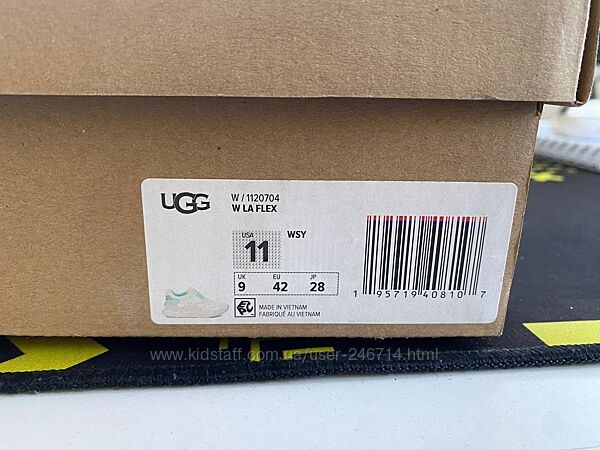 UGG
W / 1120704
W LA FLEX
USA
11
WSY
UK EU JP
9 42 28
MADE IN VIETNAM
FABRIQUÉ AU VIETNAM
1 95719 40810 7
www.kidstaff.com.ua/user-246714.html